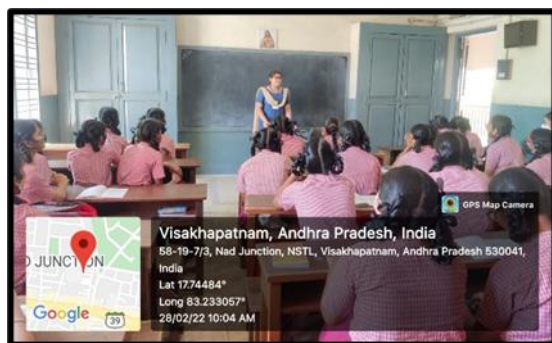 GPS Map Camera
Visakhapatnam, Andhra Pradesh, India
58-19-7/3, Nad Junction, NSTL, Visakhapatnam, Andhra Pradesh 530041,
India
Lat 17.74484°
Long 83.233057°
28/02/22 10:04 AM
D JUNCTION
Google
39